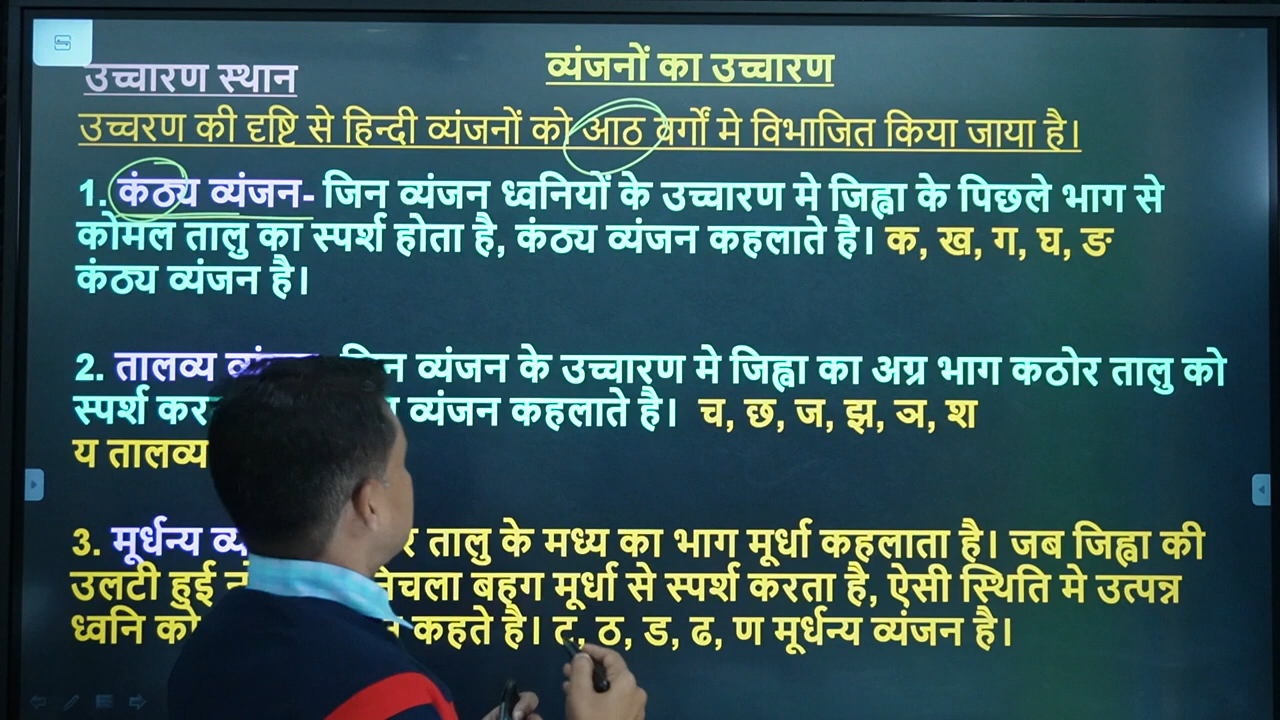 व्यंजनों का उच्चारण
उच्चारण स्थान
उच्चरण की दृष्टि से हिन्दी व्यंजनों को आठ वर्गों मे विभाजित किया जाया है।
1. कंठ्य व्यंजन- जिन व्यंजन ध्वनियों के उच्चारण मे जिह्वा के पिछले भाग से
कोमल तालु का स्पर्श होता है, कंठ्य व्यंजन कहलाते है। क, ख, ग, घ, ङ
कंठ्य व्यंजन है।
2. तालव्य व्यंजन के उच्चारण मे जिह्वा का अग्र भाग कठोर तालु को
स्पर्श व्यंजन कहलाते है। च, छ, ज, झ, ञ, श
य तालव्य
3. मूर्धन्य तालु के मध्य का भाग मूर्धा कहलाता है। जब जिह्वा की
उलटी हुई बहग मूर्धा से स्पर्श करता है, ऐसी स्थिति मे उत्पन्न
ध्वनि को कहते है। ट, ठ, ड, ढ, ण मूर्धन्य व्यंजन है।